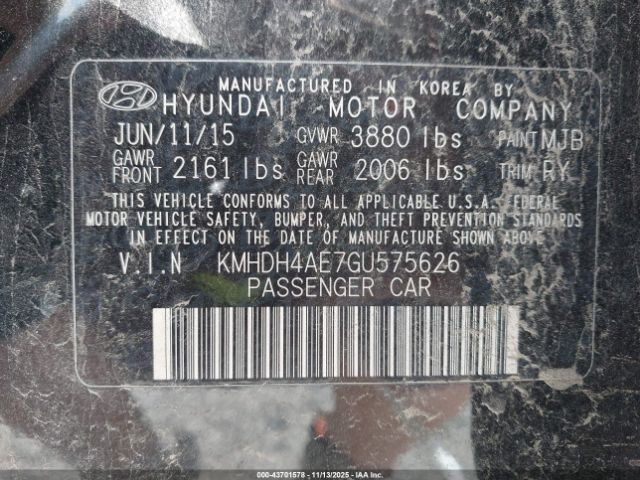 MANUFACTURED IN KOREA BY
HYUNDAI MOTOR COMPANY
JUN/11/15 GVWR 3880 lbs PAINT MJB
GAWR FRONT 2161 lbs GAWR REAR 2006 lbs TRIM RY
THIS VEHICLE CONFORMS TO ALL APPLICABLE U.S.A. FEDERAL
MOTOR VEHICLE SAFETY, BUMPER, AND THEFT PREVENTION STANDARDS
IN EFFECT ON THE DATE OF MANUFACTURE SHOWN ABOVE.
V.I.N KMHDH4AE7GU575626
PASSENGER CAR
000-43701578 - 11/13/2025 - IAA Inc.